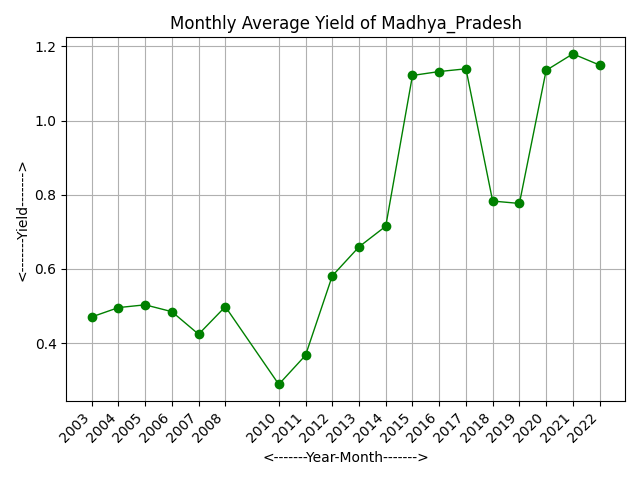 Monthly Average Yield of Madhya_Pradesh
1.2
1.0
0.8
0.6
0.4
<------Yield------->
2003 2004 2005 2006 2007 2008 2010 2011 2012 2013 2014 2015 2016 2017 2018 2019 2020 2021 2022
<-------Year-Month------->